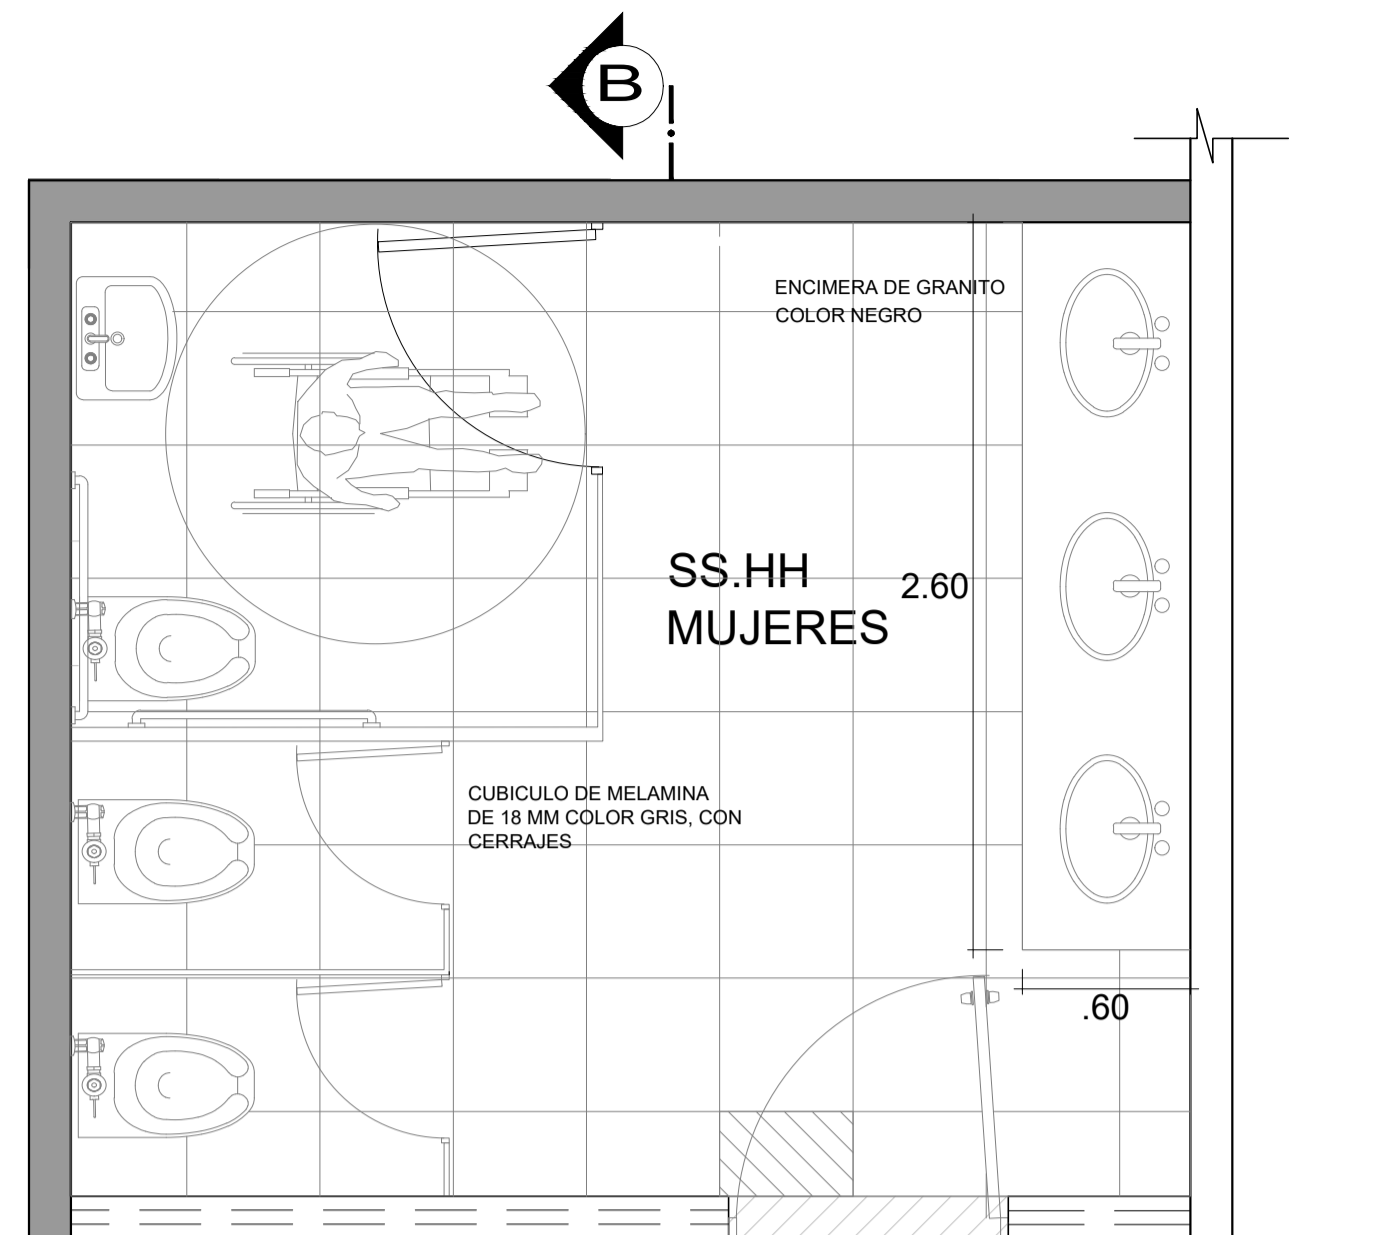 B
ENCIMERA DE GRANITO
COLOR NEGRO
SS.HH
MUJERES
2.60
CUBICULO DE MELAMINA
DE 18 MM COLOR GRIS, CON
CERRAJES
.60